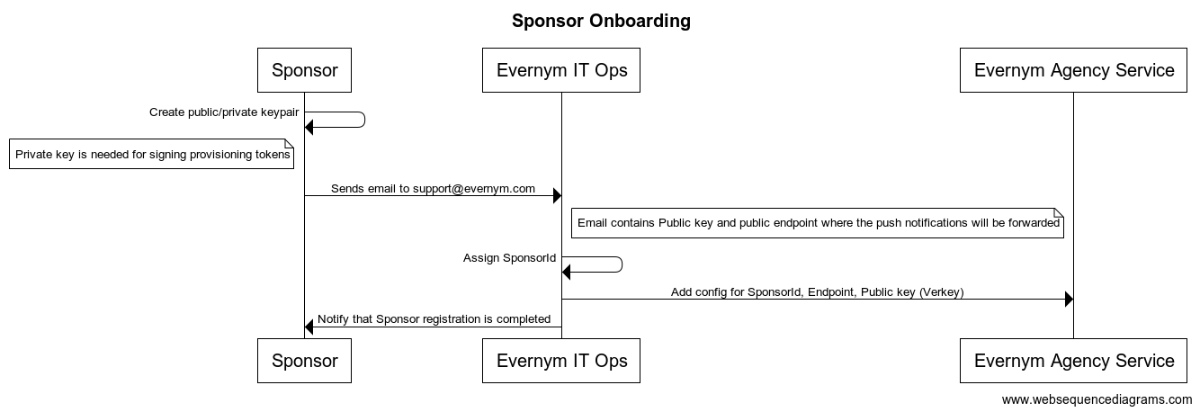 Sponsor Onboarding
Sponsor
Evernym IT Ops
Evernym Agency Service
Create public/private keypair
Private key is needed for signing provisioning tokens
Sends email to support@evernym.com
Email contains Public key and public endpoint where the push notifications will be forwarded
Assign SponsorId
Add config for SponsorId, Endpoint, Public key (Verkey)
Notify that Sponsor registration is completed
Sponsor
Evernym IT Ops
Evernym Agency Service
www.websequencediagrams.com